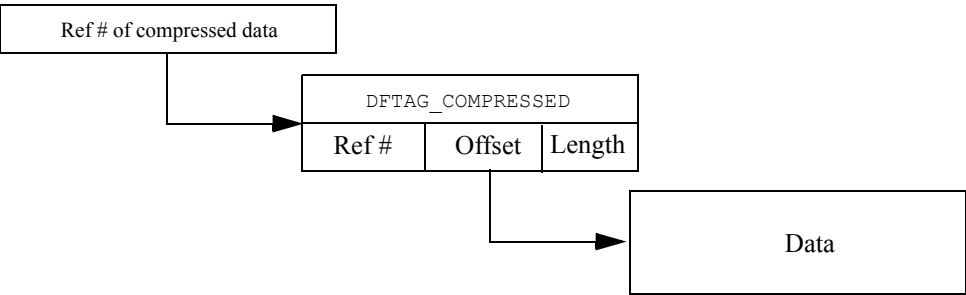 Ref # of compressed data
DFTAG_COMPRESSED
Ref # Offset Length
Data